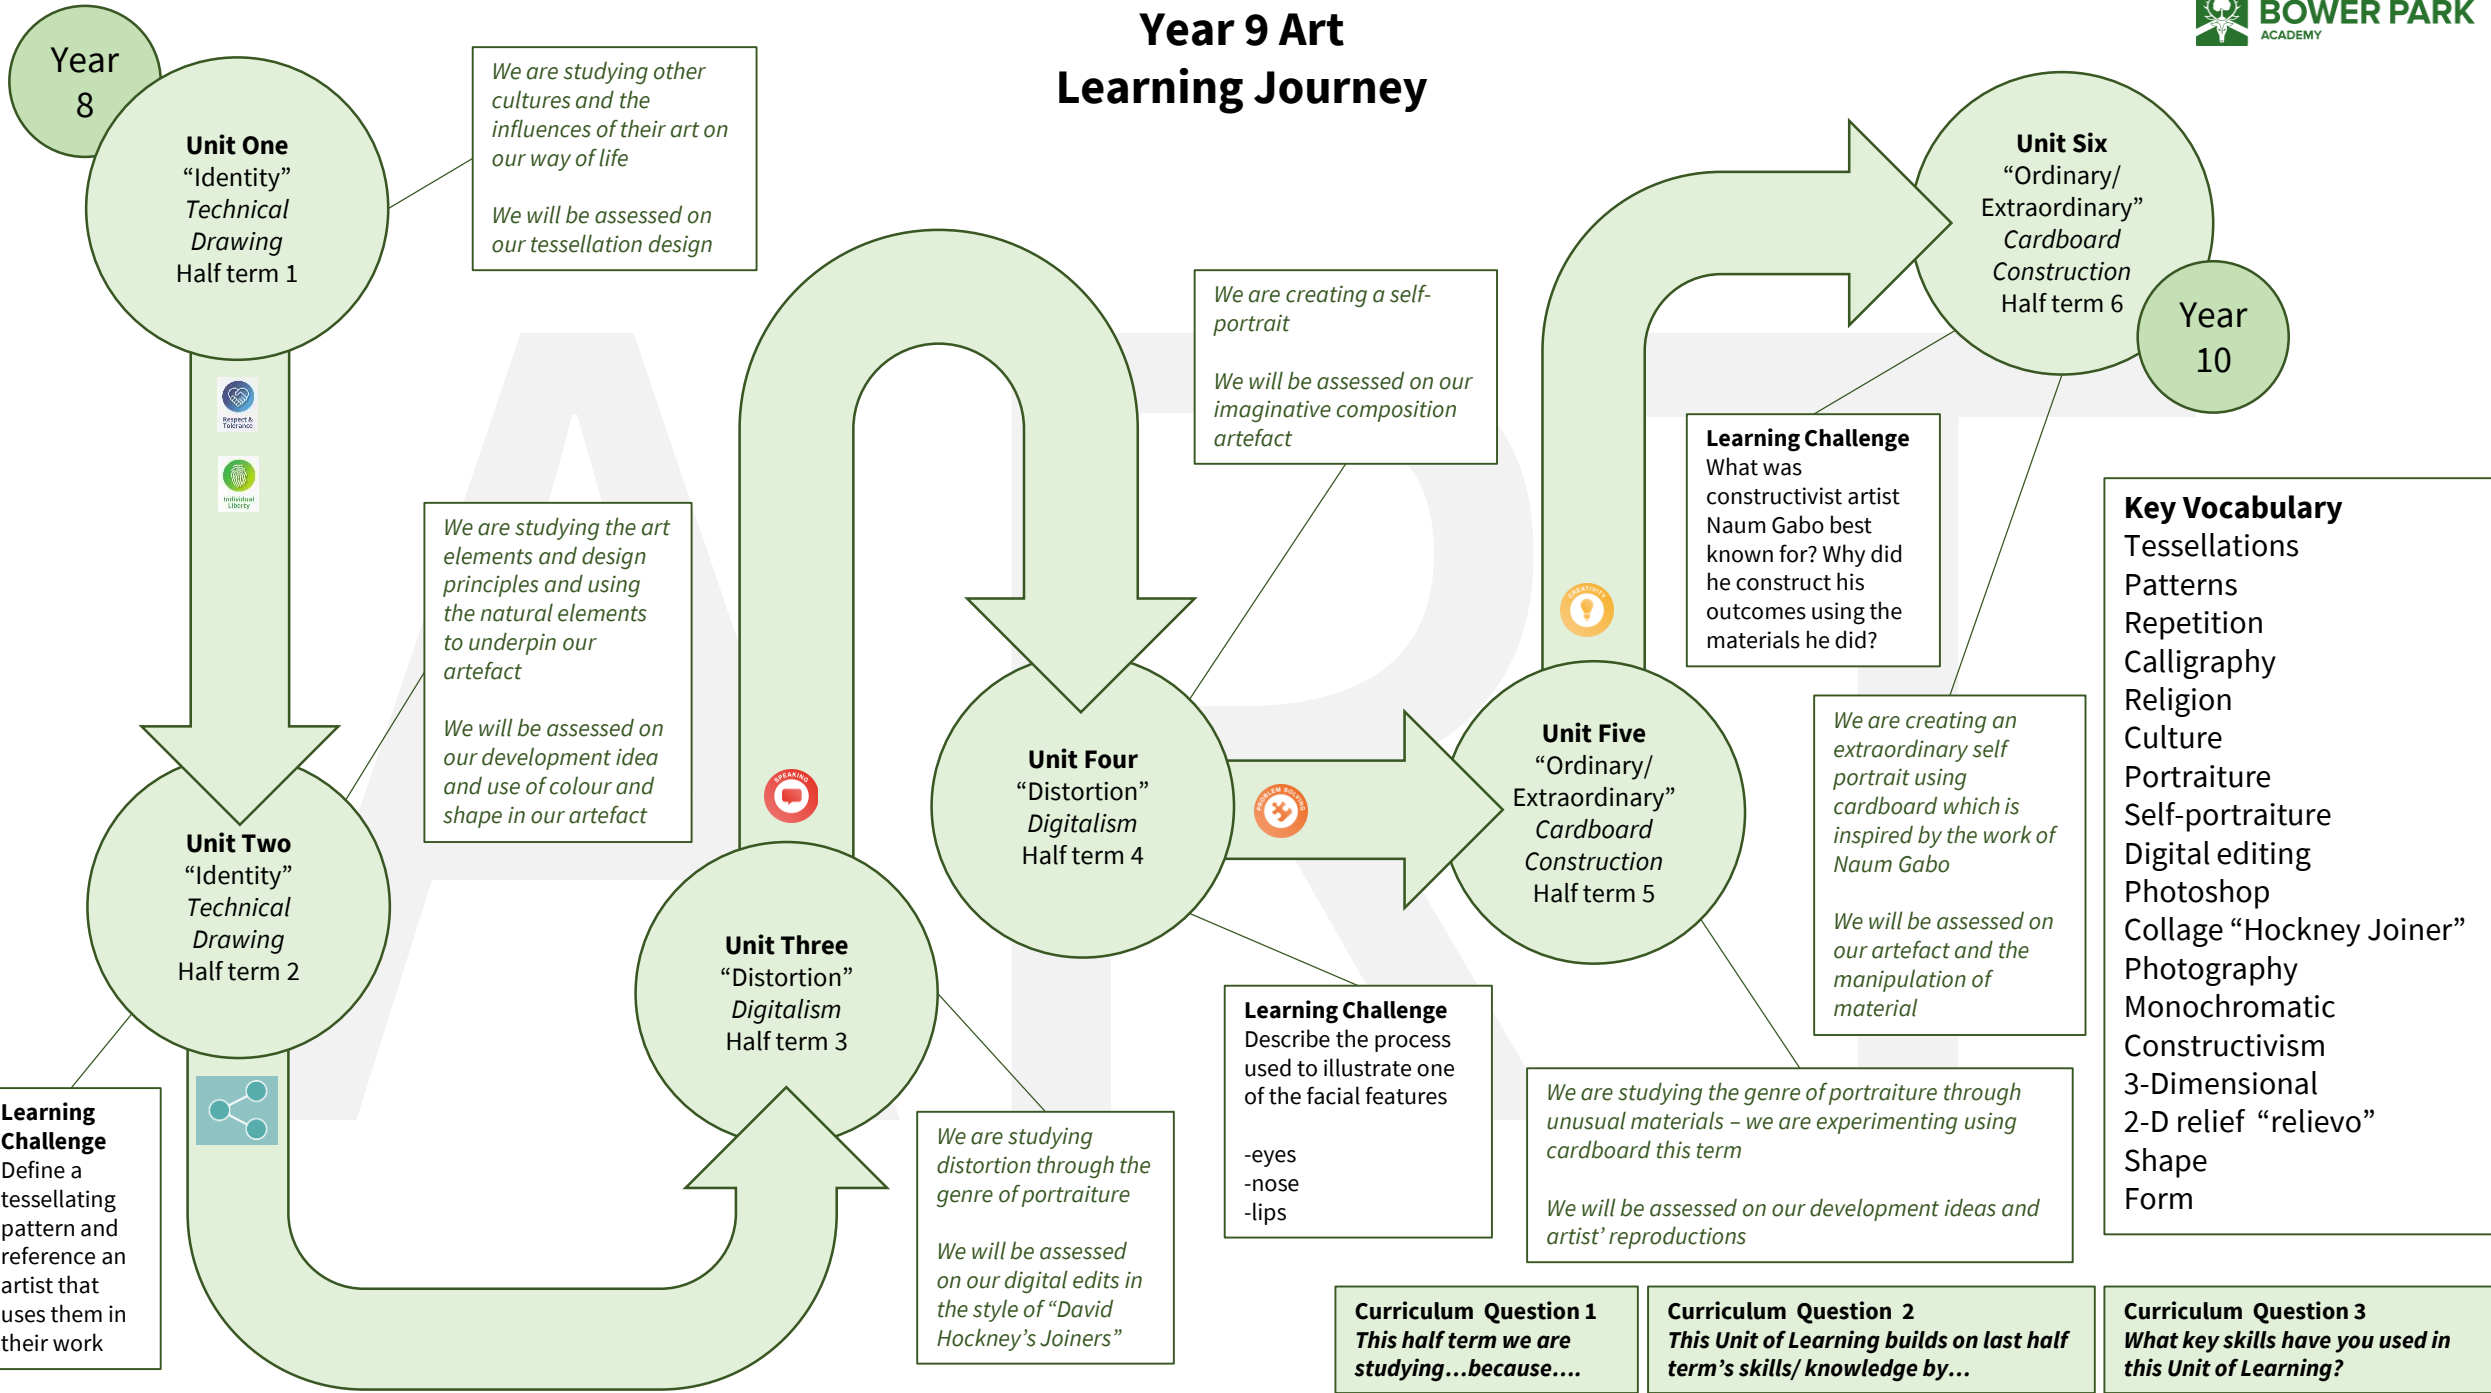 Year 9 Art
Learning Journey
BOWER PARK
ACADEMY
Year
8
Unit One
“Identity”
Technical
Drawing
Half term 1
We are studying other
cultures and the
influences of their art on
our way of life
We will be assessed on
our tessellation design
Respect &
Tolerance
Individual
Liberty
Unit Two
“Identity”
Technical
Drawing
Half term 2
We are studying the art
elements and design
principles and using
the natural elements
to underpin our
artefact
We will be assessed on
our development idea
and use of colour and
shape in our artefact
Learning
Challenge
Define a
tessellating
pattern and
reference an
artist that
uses them in
their work
Unit Three
“Distortion”
Digitalism
Half term 3
We are studying
distortion through the
genre of portraiture
We will be assessed
on our digital edits in
the style of “David
Hockney’s Joiners”
SPEAKING
Unit Four
“Distortion”
Digitalism
Half term 4
We are creating a self-
portrait
We will be assessed on our
imaginative composition
artefact
Learning Challenge
Describe the process
used to illustrate one
of the facial features
-eyes
-nose
-lips
PROBLEM SOLVING
Unit Five
“Ordinary/
Extraordinary”
Cardboard
Construction
Half term 5
We are studying the genre of portraiture through
unusual materials – we are experimenting using
cardboard this term
We will be assessed on our development ideas and
artist’ reproductions
CREATIVITY
Unit Six
“Ordinary/
Extraordinary”
Cardboard
Construction
Half term 6
Year
10
Learning Challenge
What was
constructivist artist
Naum Gabo best
known for? Why did
he construct his
outcomes using the
materials he did?
We are creating an
extraordinary self
portrait using
cardboard which is
inspired by the work of
Naum Gabo
We will be assessed on
our artefact and the
manipulation of
material
Key Vocabulary
Tessellations
Patterns
Repetition
Calligraphy
Religion
Culture
Portraiture
Self-portraiture
Digital editing
Photoshop
Collage “Hockney Joiner”
Photography
Monochromatic
Constructivism
3-Dimensional
2-D relief “relievo”
Shape
Form
Curriculum Question 1
This half term we are
studying...because....
Curriculum Question 2
This Unit of Learning builds on last half
term’s skills/ knowledge by...
Curriculum Question 3
What key skills have you used in
this Unit of Learning?
ART